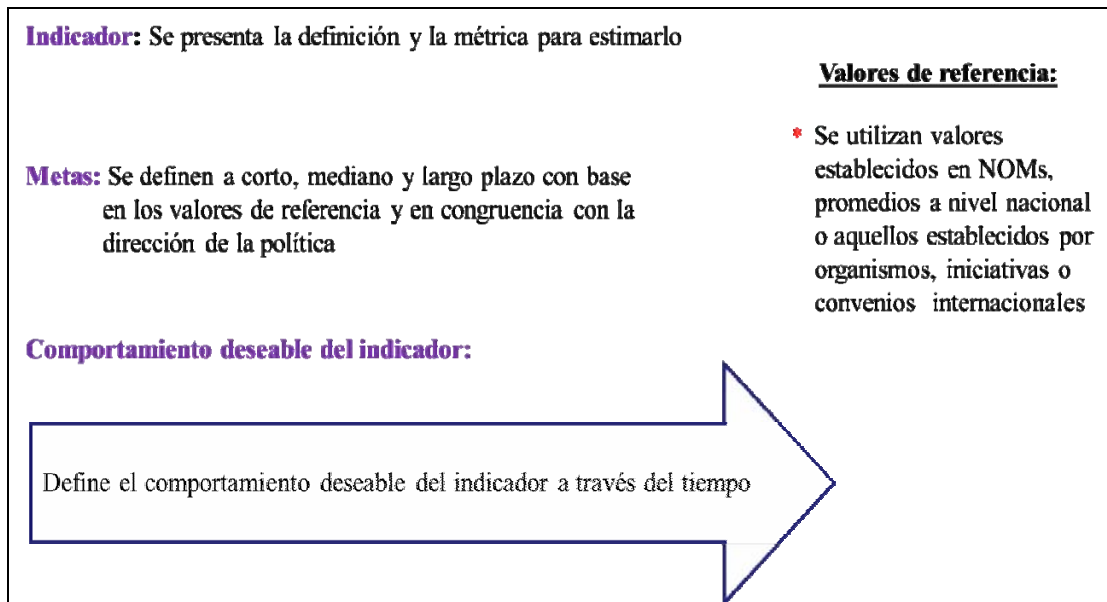 Indicador: Se presenta la definición y la métrica para estimarlo
Valores de referencia:
* Se utilizan valores
establecidos en NOMs,
promedios a nivel nacional
o aquellos establecidos por
organismos, iniciativas o
convenios internacionales
Metas: Se definen a corto, mediano y largo plazo con base
en los valores de referencia y en congruencia con la
dirección de la política
Comportamiento deseable del indicador:
Define el comportamiento deseable del indicador a través del tiempo